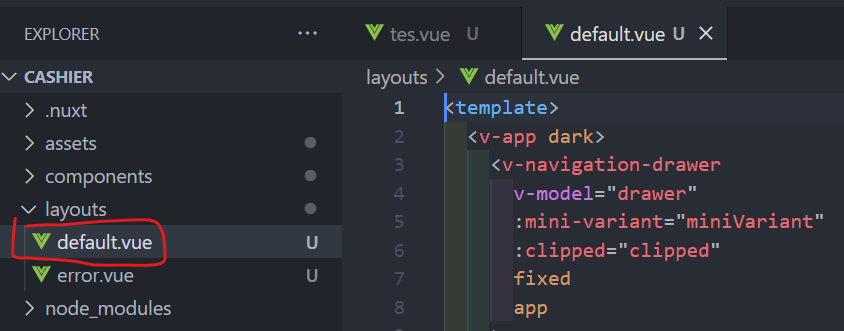 EXPLORER
CASHIER
.nuxt
assets
components
layouts
default.vue U
error.vue U
node_modules
tes.vue U
default.vue U
layouts > default.vue
1 <template>
2 <v-app dark>
3 <v-navigation-drawer
4 v-model="drawer"
5 :mini-variant="miniVariant"
6 :clipped="clipped"
7 fixed
8 app